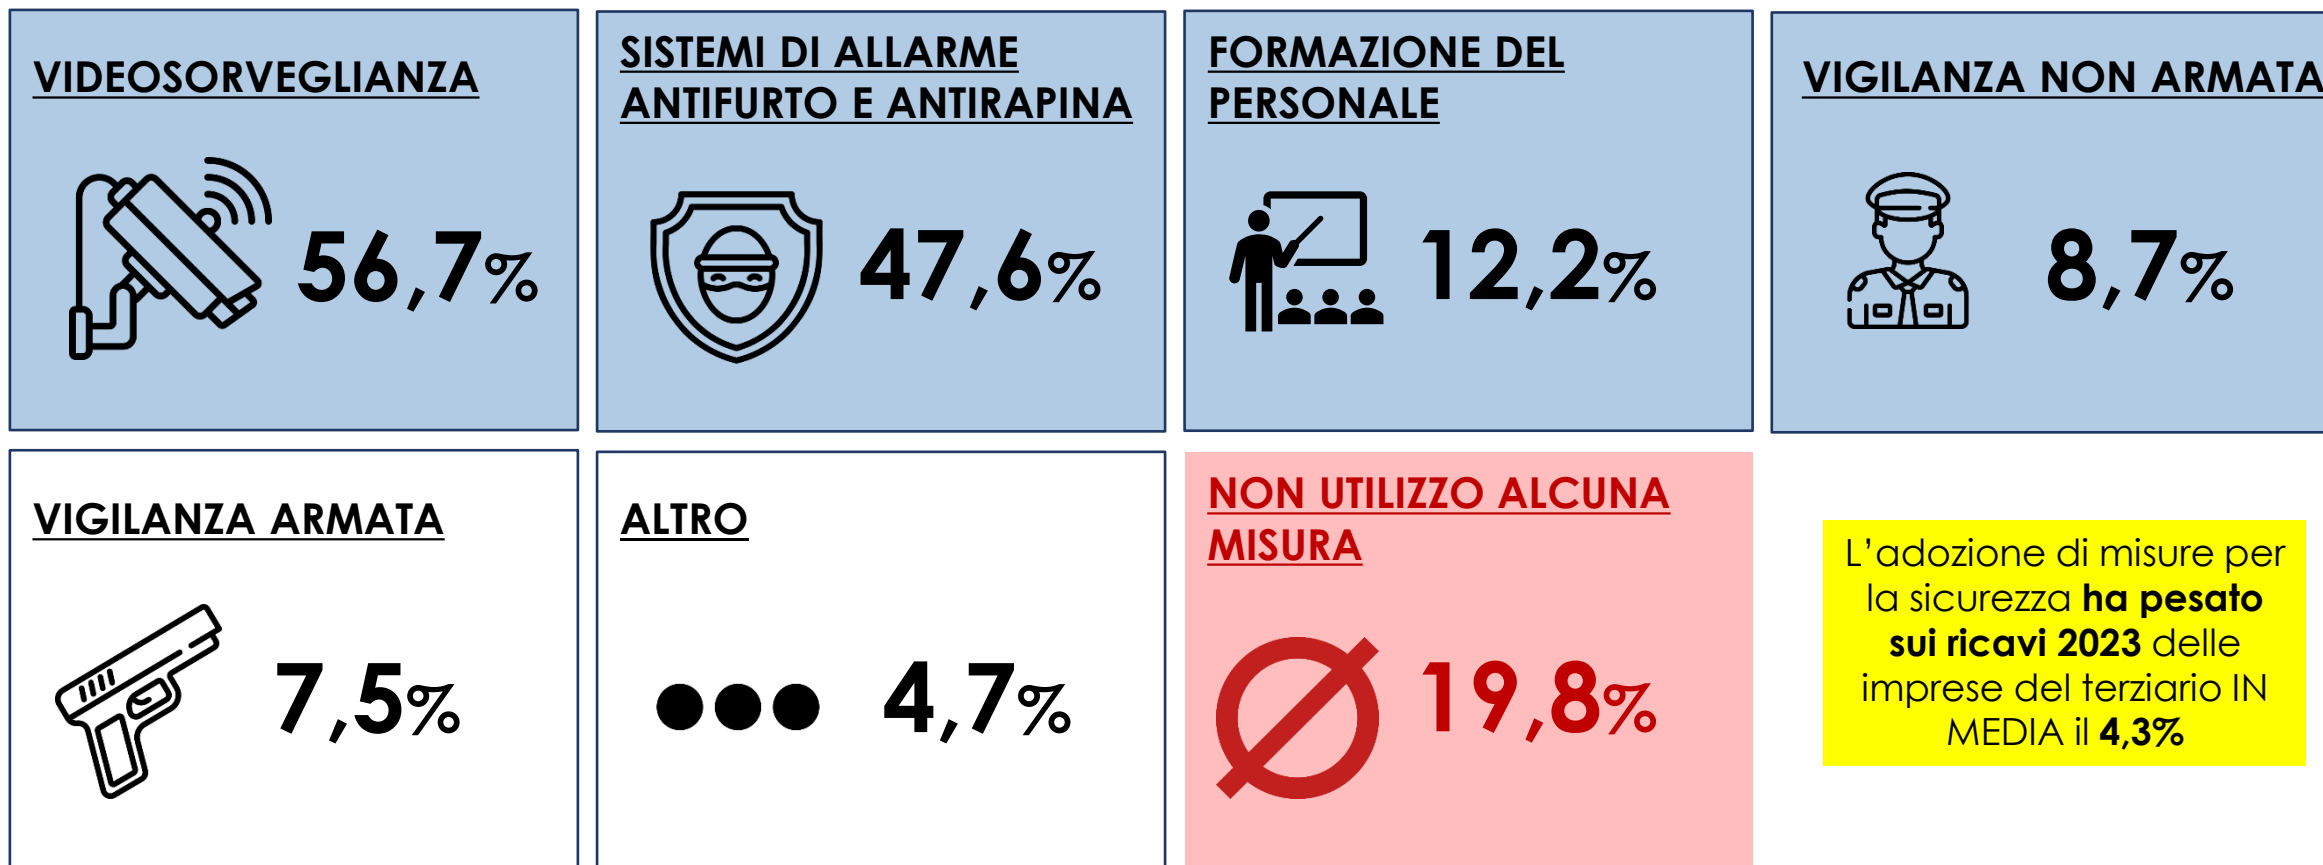 VIDEOSORVEGLIANZA
56,7%
SISTEMI DI ALLARME
ANTIFURTO E ANTIRAPINA
47,6%
FORMAZIONE DEL
PERSONALE
12,2%
VIGILANZA NON ARMATA
8,7%
VIGILANZA ARMATA
7,5%
ALTRO
4,7%
NON UTILIZZO ALCUNA
MISURA
19,8%
L’adozione di misure per
la sicurezza ha pesato
sui ricavi 2023 delle
imprese del terziario IN
MEDIA il 4,3%